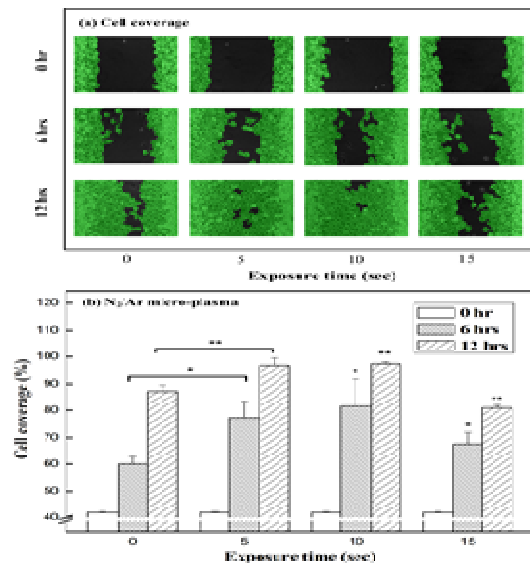 (a) Cell coverage
0 hr
6 hrs
12 hrs
0 5 10 15
Exposure time (sec)
(b) N₂/Ar micro-plasma
0 hr
6 hrs
12 hrs
Cell coverage (%)
120
110
100
90
80
70
60
50
40
** * * ** * **
0 5 10 15
Exposure time (sec)